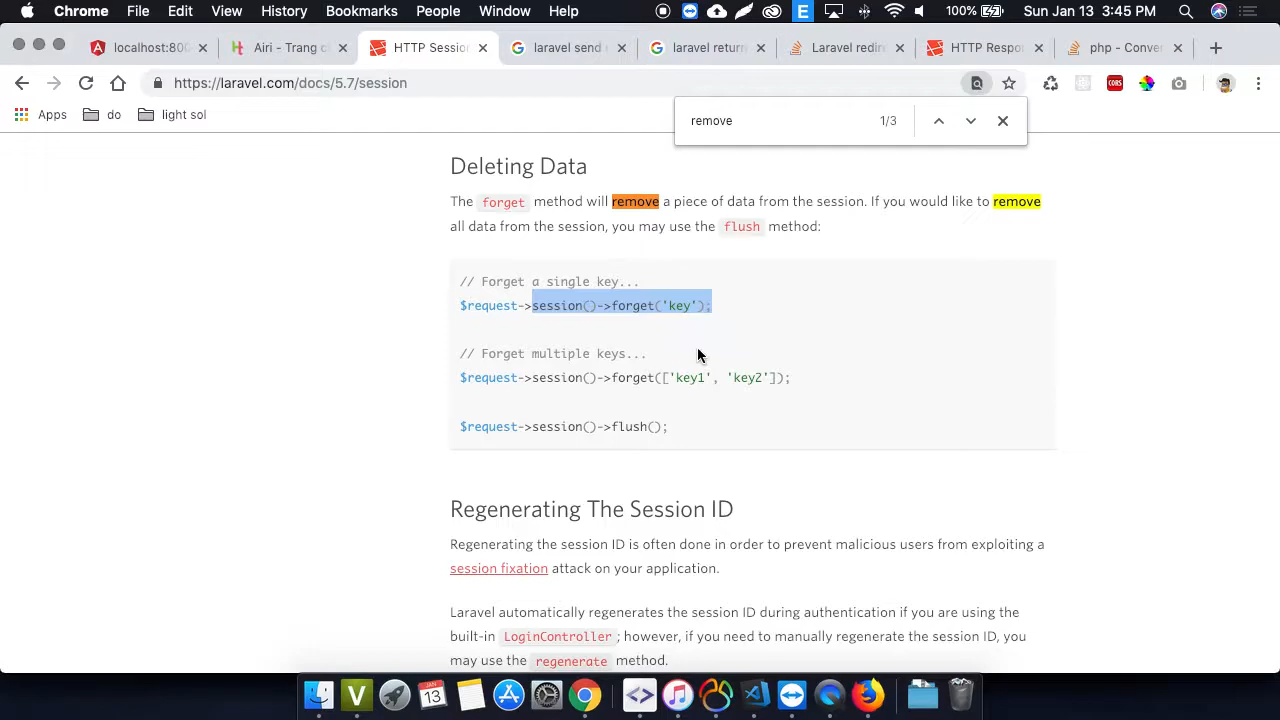 Chrome File Edit View History Bookmarks People Window Help 100% Sun Jan 13 3:45 PM
localhost:800 Airi - Trang c HTTP Sessio laravel send laravel return Laravel redire HTTP Respo php - Conver
https://laravel.com/docs/5.7/session
Apps do light sol
remove 1/3
Deleting Data
The forget method will remove a piece of data from the session. If you would like to remove
all data from the session, you may use the flush method:
// Forget a single key...
$request->session()->forget('key');
// Forget multiple keys...
$request->session()->forget(['key1', 'key2']);
$request->session()->flush();
Regenerating The Session ID
Regenerating the session ID is often done in order to prevent malicious users from exploiting a
session fixation attack on your application.
Laravel automatically regenerates the session ID during authentication if you are using the
built-in LoginController; however, if you need to manually regenerate the session ID, you
may use the regenerate method.